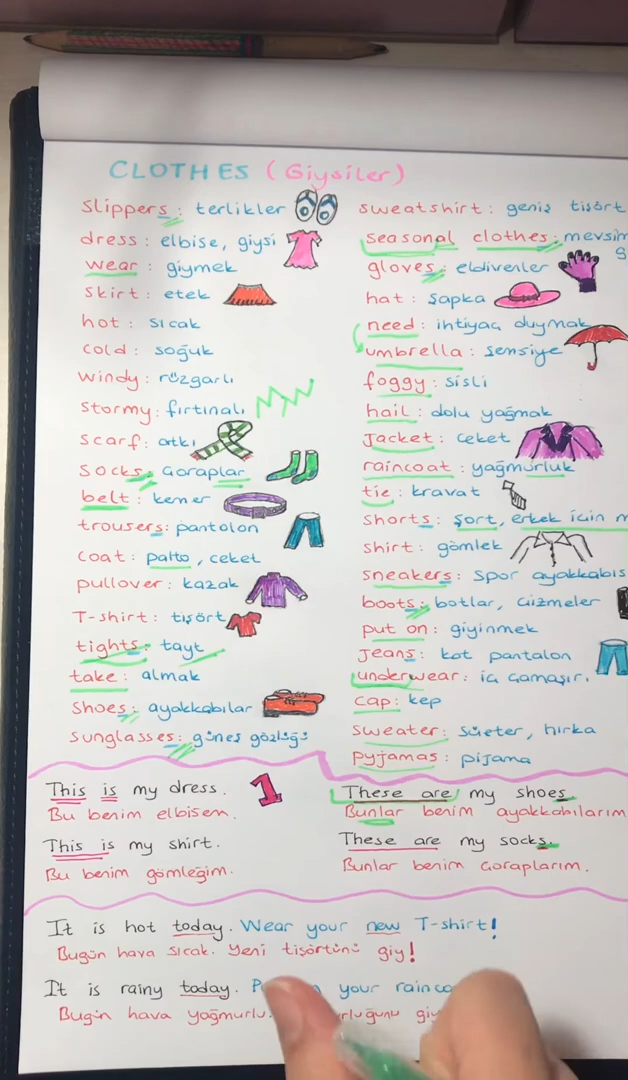 CLOTHES (Giysiler)
slippers: terlikler
dress: elbise, giysi
wear: giymek
skirt: etek
hot: sıcak
cold: soğuk
windy: rüzgarlı
stormy: fırtınalı
scarf: atkı
socks: çoraplar
belt: kemer
trousers: pantolon
coat: palto, ceket
pullover: kazak
T-shirt: tişört
tights: tayt
take: almak
shoes: ayakkabılar
sunglasses: güneş gözlüğü
sweatshirt: geniş tişört
seasonal clothes: mevsim
gloves: eldivenler
hat: şapka
need: ihtiyaç duymak
umbrella: şemsiye
foggy: sisli
hail: dolu yağmak
jacket: ceket
raincoat: yağmurluk
tie: kravat
shorts: şort, erkek için
shirt: gömlek
sneakers: spor ayakkabıs
boots: botlar, çizmeler
put on: giyinmek
jeans: kot pantolon
underwear: iç çamaşır,
cap: kep
sweater: süeter, hırka
pyjamas: pijama
This is my dress. 1
Bu benim elbisem.
This is my shirt.
Bu benim gömleğim.
These are my shoes
Bunlar benim ayakkabılarım
These are my socks.
Bunlar benim çoraplarım.
It is hot today. Wear your new T-shirt!
Bugün hava sıcak. Yeni tişörtünü giy!
It is rainy today. your rainco
Bugün hava yağmurlu. rluğunu giy